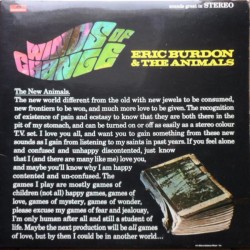 sounds great in STEREO
WINDS OF
CHANGE
ERIC BURDON
& THE ANIMALS
The New Animals.
The new world different from the old with new jewels to be consumed,
new frontiers to be won, and much more love to be given. The recognition
of existence of pain and ecstasy to know that they are both there in the
pit of my stomach, and can be turned on or off as easily as a stereo colour
T.V. set. I love you all, and want you to gain something from these new
sounds as I gain from listening to my saints in past years. If you feel alone
and confused and unhappy discontented, just know
that I (and there are many like me) love you,
and maybe you'll know why I am happy
contented and un-confused. The
games I play are mostly games of
children (not all) happy games, games of
love, games of mystery, games of wonder,
please excuse my games of fear and jealousy,
I'm only human after all and still a student of
life. Maybe the next production will be all games
of love, but by then I could be in another world...